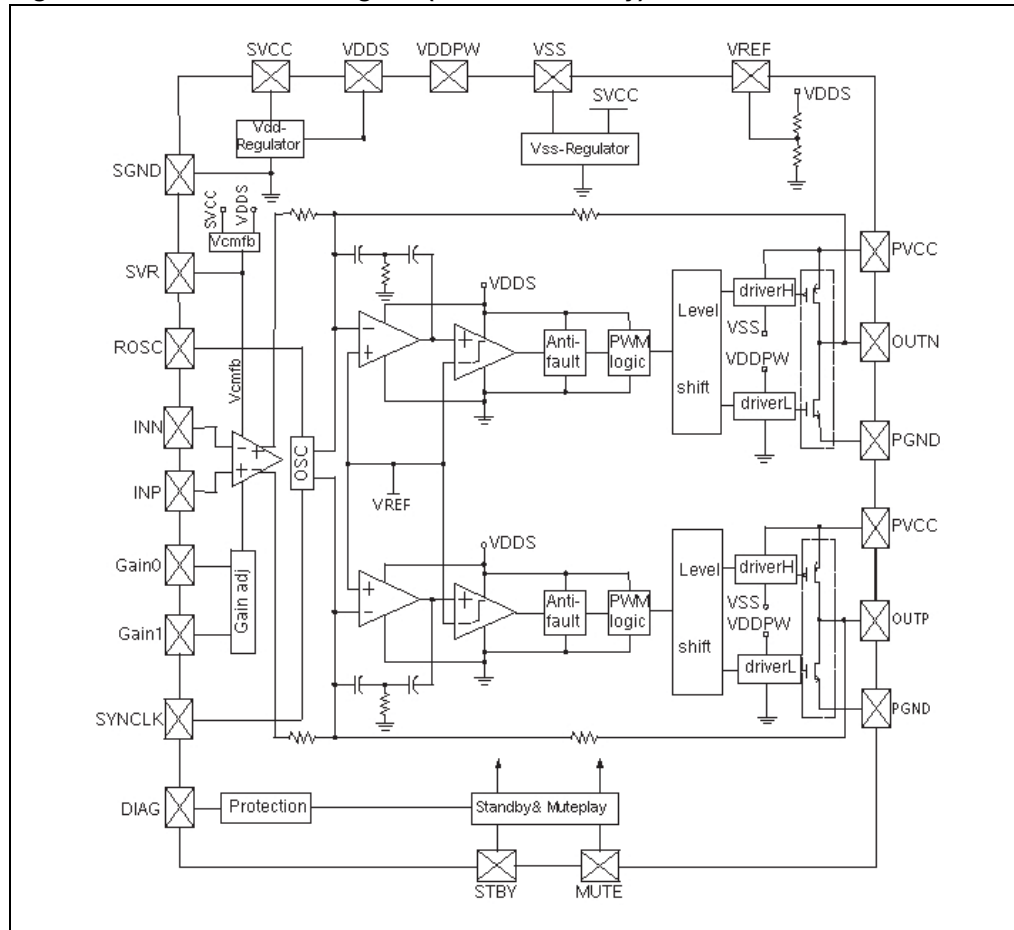 SVCC VDDS VDDPW VSS VREF
SVCC
VDDS
Vdd-
Regulator
Vss-Regulator
SGND
SVCC
VDDS
Vcmfb
SVR
PVCC
VDDS
Level
shift
driverH
VSS
VDDPW
driverL
ROSC
OUTN
Anti-
fault
PWM
logic
Vcmfb
INN
PGND
OSC
INP
VREF
PVCC
VDDS
Gain0
Gain adj
Level
shift
driverH
VSS
VDDPW
driverL
Anti-
fault
PWM
logic
Gain1
OUTP
SYNCLK
PGND
DIAG
Protection
Standby& Muteplay
STBY
MUTE